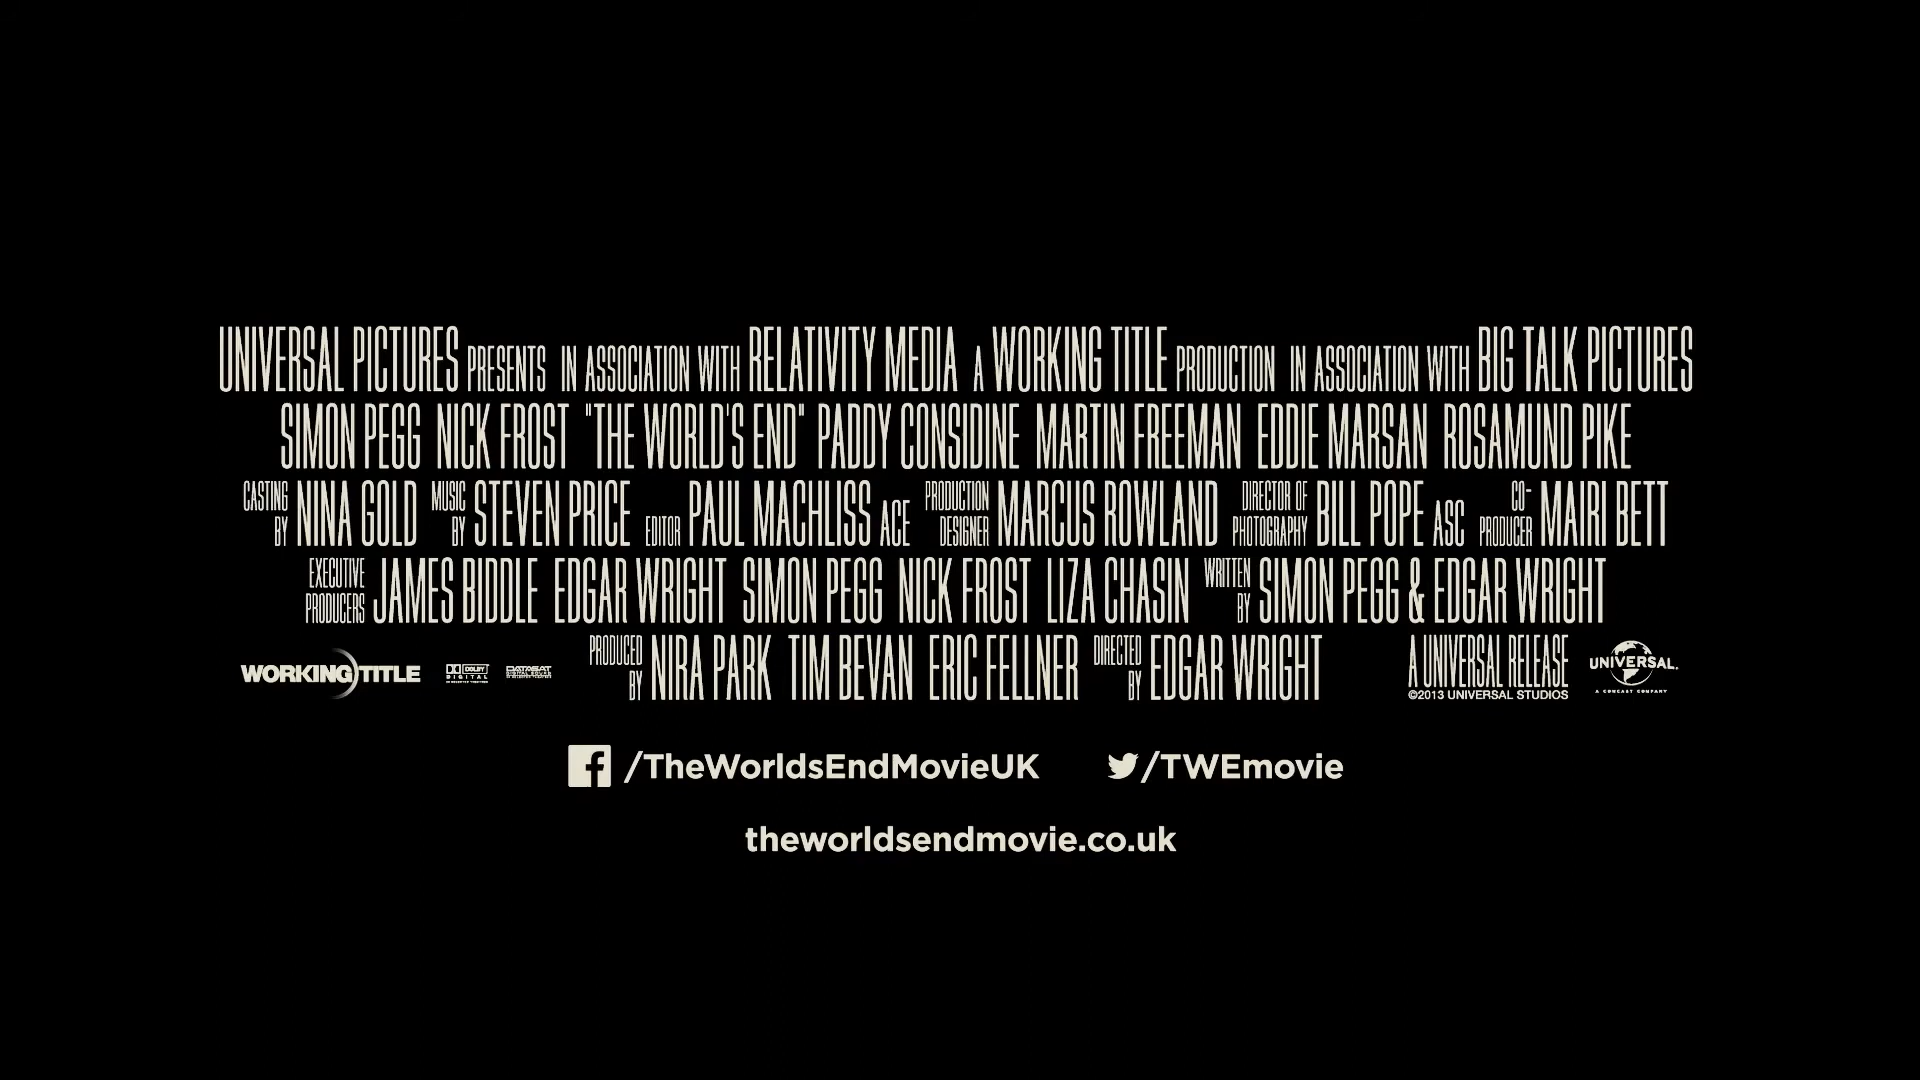 UNIVERSAL PICTURES PRESENTS IN ASSOCIATION WITH RELATIVITY MEDIA A WORKING TITLE PRODUCTION IN ASSOCIATION WITH BIG TALK PICTURES
SIMON PEGG NICK FROST "THE WORLD'S END" PADDY CONSIDINE MARTIN FREEMAN EDDIE MARSAN ROSAMUND PIKE
CASTING BY NINA GOLD MUSIC BY STEVEN PRICE EDITOR PAUL MACHLISS ACE PRODUCTION DESIGNER MARCUS ROWLAND DIRECTOR OF PHOTOGRAPHY BILL POPE ASC CO-PRODUCER MAIRI BETT
EXECUTIVE PRODUCERS JAMES BIDDLE EDGAR WRIGHT SIMON PEGG NICK FROST LIZA CHASIN WRITTEN BY SIMON PEGG & EDGAR WRIGHT
WORKING TITLE DOLBY DIGITAL DATASAT PRODUCED BY NIRA PARK TIM BEVAN ERIC FELLNER DIRECTED BY EDGAR WRIGHT A UNIVERSAL RELEASE UNIVERSAL
©2013 UNIVERSAL STUDIOS A COMCAST COMPANY
/TheWorldsEndMovieUK /TWEmovie
theworldsendmovie.co.uk